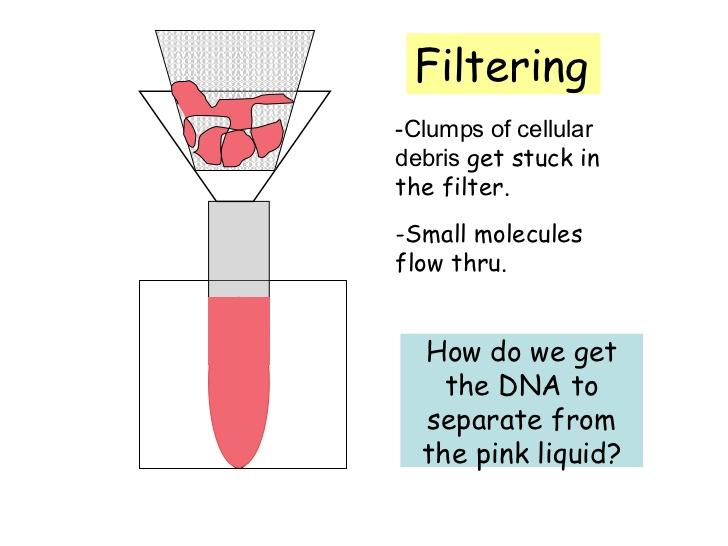 Filtering
-Clumps of cellular
debris get stuck in
the filter.
-Small molecules
flow thru.
How do we get
the DNA to
separate from
the pink liquid?